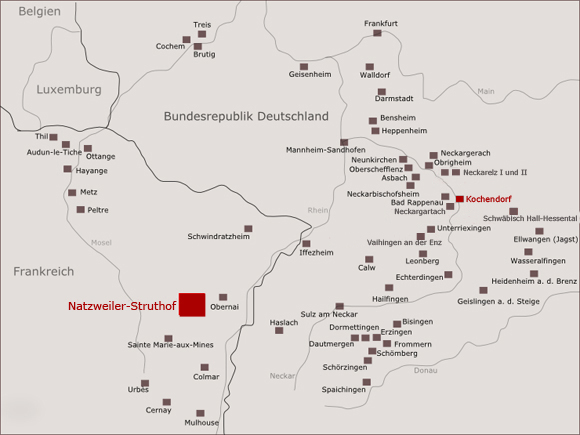 Belgien
Treis
Cochem
Brutig
Frankfurt
Geisenheim
Walldorf
Luxemburg
Darmstadt
Main
Bundesrepublik Deutschland
Bensheim
Heppenheim
Thil
Audun-le-Tiche
Ottange
Mannheim-Sandhofen
Neunkirchen
Neckargerach
Obrigheim
Oberschefflenz
Hayange
Asbach
Neckarelz I und II
Metz
Neckarbischofsheim
Bad Rappenau
Kochendorf
Peltre
Rhein
Neckargartach
Schwäbisch Hall-Hessental
Schwindratzheim
Unterriexingen
Mosel
Iffezheim
Vaihingen an der Enz
Ellwangen (Jagst)
Calw
Leonberg
Wasseralfingen
Frankreich
Echterdingen
Heidenheim a. d. Brenz
Natzweiler-Struthof
Obernai
Hailfingen
Geislingen a. d. Steige
Sulz am Neckar
Haslach
Bisingen
Dormettingen
Erzingen
Sainte Marie-aux-Mines
Dautmergen
Frommern
Schömberg
Colmar
Schörzingen
Neckar
Donau
Urbès
Spaichingen
Cernay
Mulhouse